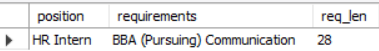 position requirements req_len
HR Intern BBA (Pursuing) Communication 28